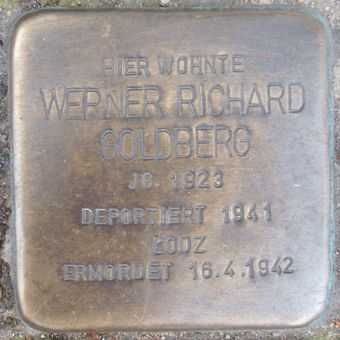 HIER WOHNTE
WERNER RICHARD
GOLDBERG
JG. 1923
DEPORTIERT 1941
ŁODZ
ERMORDET 16.4.1942